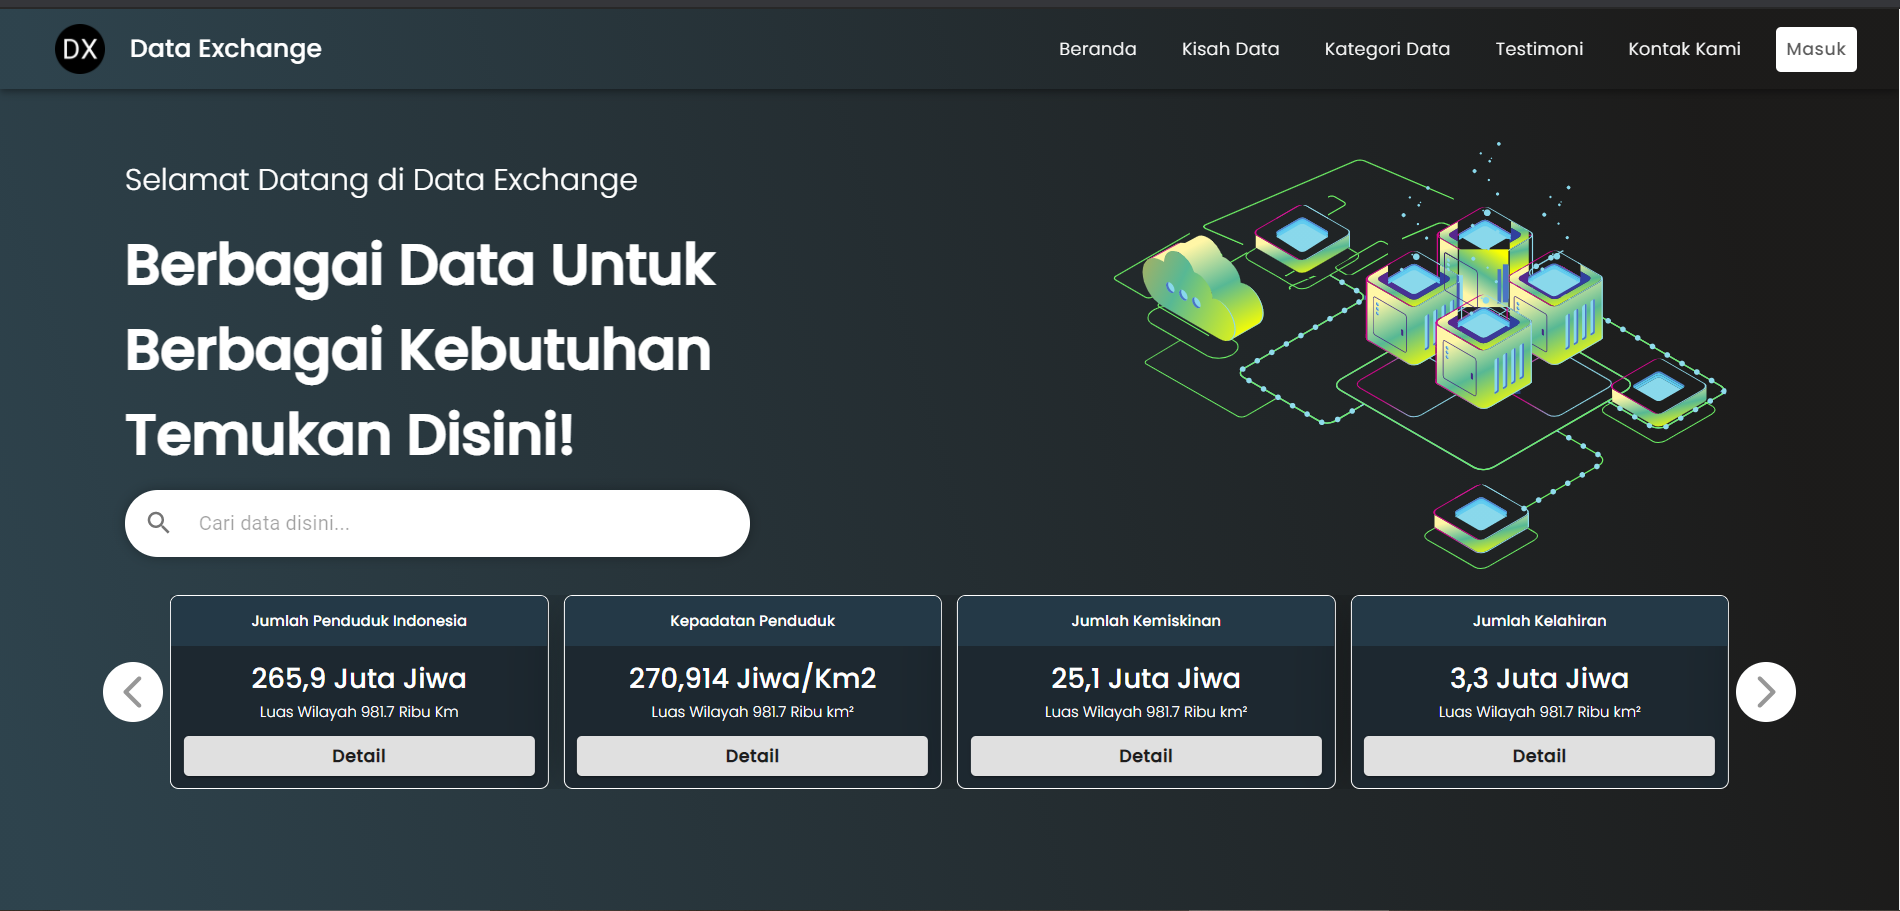 DX
Data Exchange
Beranda
Kisah Data
Kategori Data
Testimoni
Kontak Kami
Masuk
Selamat Datang di Data Exchange
Berbagai Data Untuk
Berbagai Kebutuhan
Temukan Disini!
Cari data disini...
Jumlah Penduduk Indonesia
265,9 Juta Jiwa
Luas Wilayah 981.7 Ribu Km
Detail
Kepadatan Penduduk
270,914 Jiwa/Km2
Luas Wilayah 981.7 Ribu km²
Detail
Jumlah Kemiskinan
25,1 Juta Jiwa
Luas Wilayah 981.7 Ribu km²
Detail
Jumlah Kelahiran
3,3 Juta Jiwa
Luas Wilayah 981.7 Ribu km²
Detail